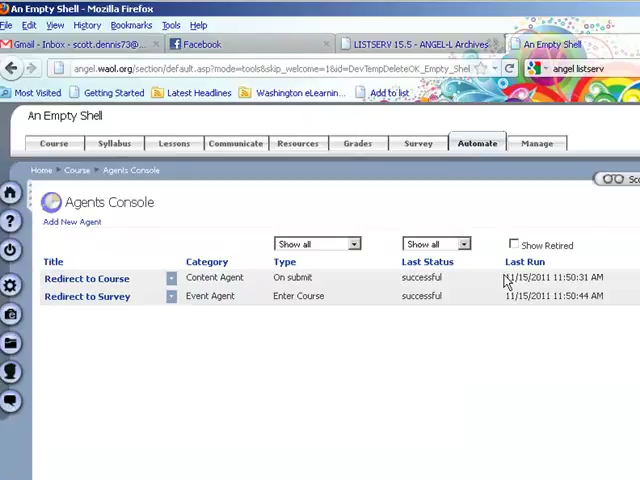 An Empty Shell - Mozilla Firefox
File Edit View History Bookmarks Tools Help
Gmail - Inbox - scott.dennis73@... Facebook LISTSERV 15.5 - ANGEL-L Archives An Empty Shell
angel.waol.org/section/default.asp?mode=tools&skip_welcome=1&id=DevTempDeleteOK_Empty_Shel angel listserv
Most Visited Getting Started Latest Headlines Washington eLearnin... Add to list
An Empty Shell
Course Syllabus Lessons Communicate Resources Grades Survey Automate Manage
Home Course Agents Console
Agents Console
Add New Agent
Show all Show all Show Retired
Title Category Type Last Status Last Run
Redirect to Course Content Agent On submit successful 11/15/2011 11:50:31 AM
Redirect to Survey Event Agent Enter Course successful 11/15/2011 11:50:44 AM